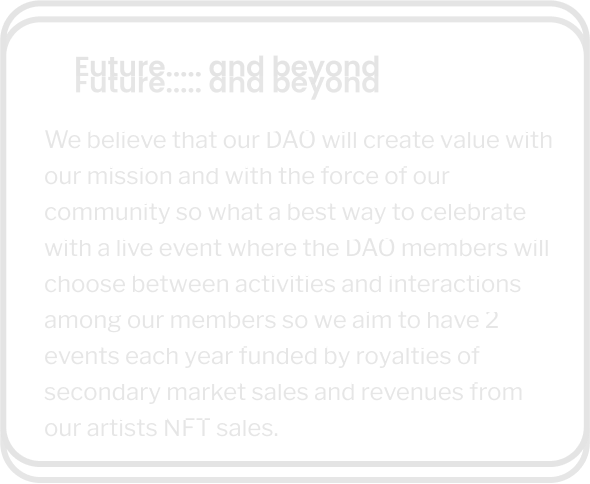 Future..... and beyond
We believe that our DAO will create value with
our mission and with the force of our
community so what a best way to celebrate
with a live event where the DAO members will
choose between activities and interactions
among our members so we aim to have 2
events each year funded by royalties of
secondary market sales and revenues from
our artists NFT sales.